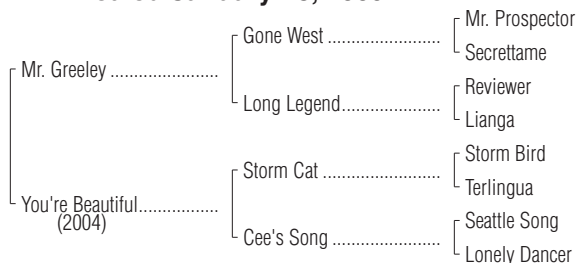 Mr. Prospector
Gone West ........................
Secrettame
Mr. Greeley .......................
Reviewer
Long Legend.....................
Lianga
Storm Bird
Storm Cat .........................
Terlingua
You're Beautiful.................
(2004)
Seattle Song
Cee's Song .......................
Lonely Dancer